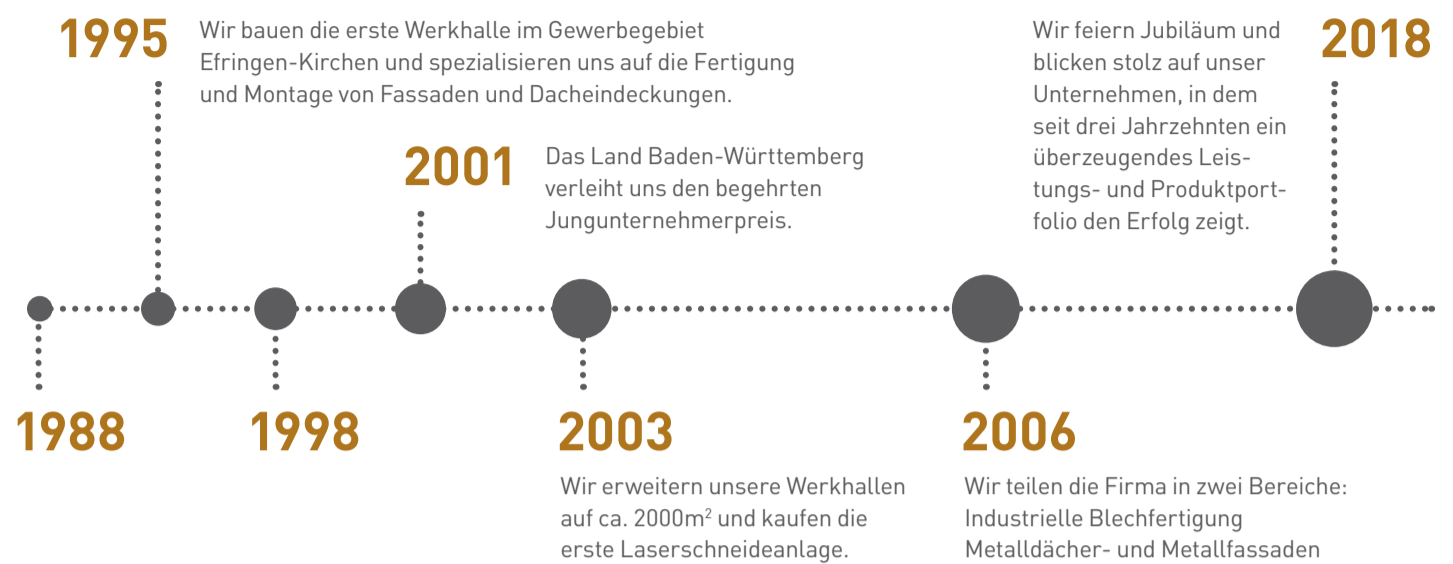 1995
Wir bauen die erste Werkhalle im Gewerbegebiet
Efringen-Kirchen und spezialisieren uns auf die Fertigung
und Montage von Fassaden und Dacheindeckungen.
2001
Das Land Baden-Württemberg
verleiht uns den begehrten
Jungunternehmerpreis.
Wir feiern Jubiläum und
blicken stolz auf unser
Unternehmen, in dem
seit drei Jahrzehnten ein
überzeugendes Leis-
tungs- und Produktport-
folio den Erfolg zeigt.
2018
1988
1998
2003
Wir erweitern unsere Werkhallen
auf ca. 2000m² und kaufen die
erste Laserschneideanlage.
2006
Wir teilen die Firma in zwei Bereiche:
Industrielle Blechfertigung
Metalldächer- und Metallfassaden